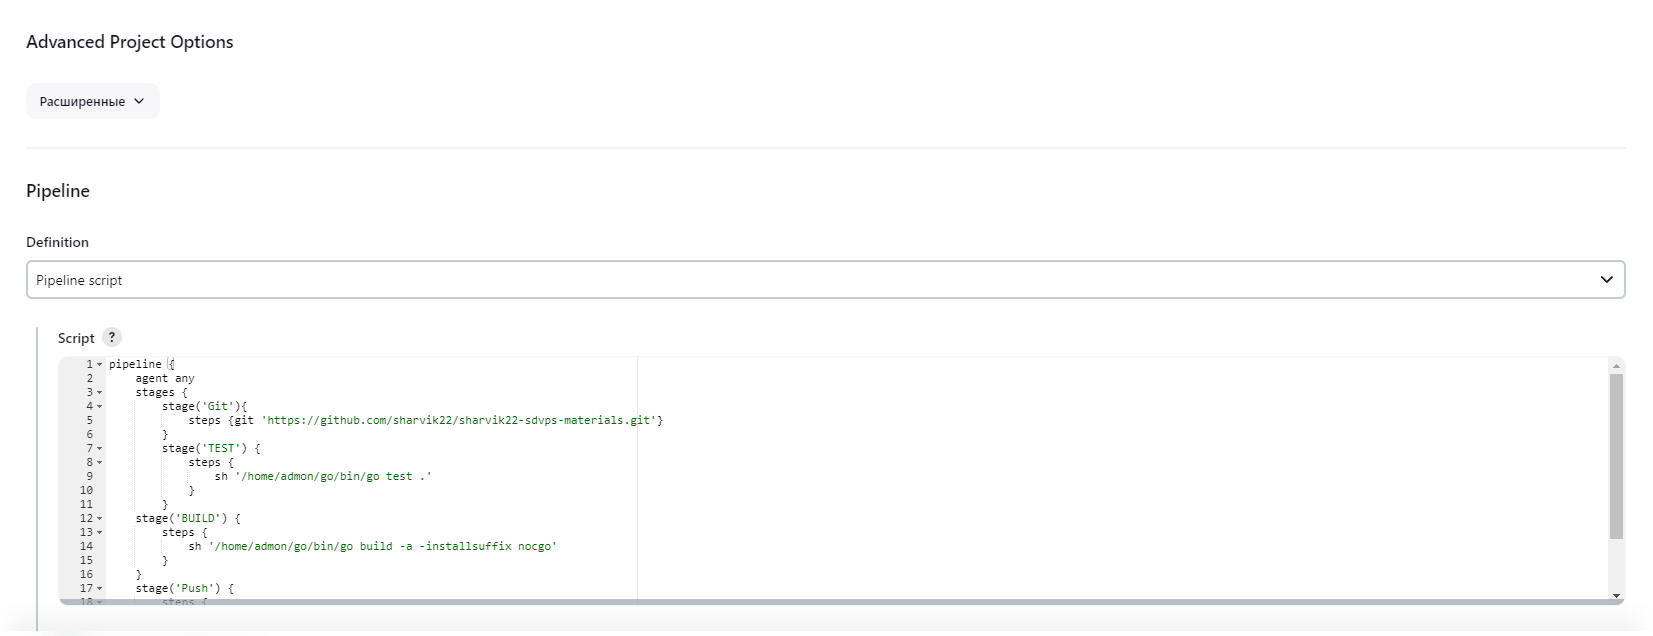 Advanced Project Options
Расширенные
Pipeline
Definition
Pipeline script
Script ?
1 pipeline {
2     agent any
3     stages {
4         stage('Git'){
5             steps {git 'https://github.com/sharvik22/sharvik22-sdvps-materials.git'}
6         }
7         stage('TEST') {
8             steps {
9                 sh '/home/admon/go/bin/go test .'
10             }
11         }
12     stage('BUILD') {
13         steps {
14             sh '/home/admon/go/bin/go build -a -installsuffix nocgo'
15         }
16     }
17     stage('Push') {
18         steps {